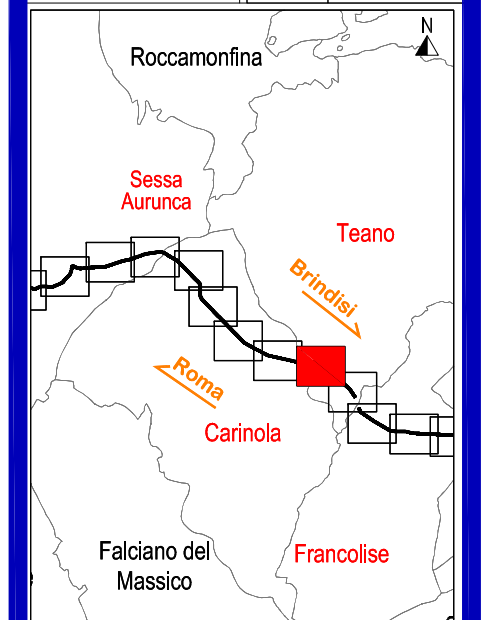 N
Roccamonfina
Sessa
Aurunca
Teano
Brindisi
Roma
Carinola
Falciano del
Massico
Francolise